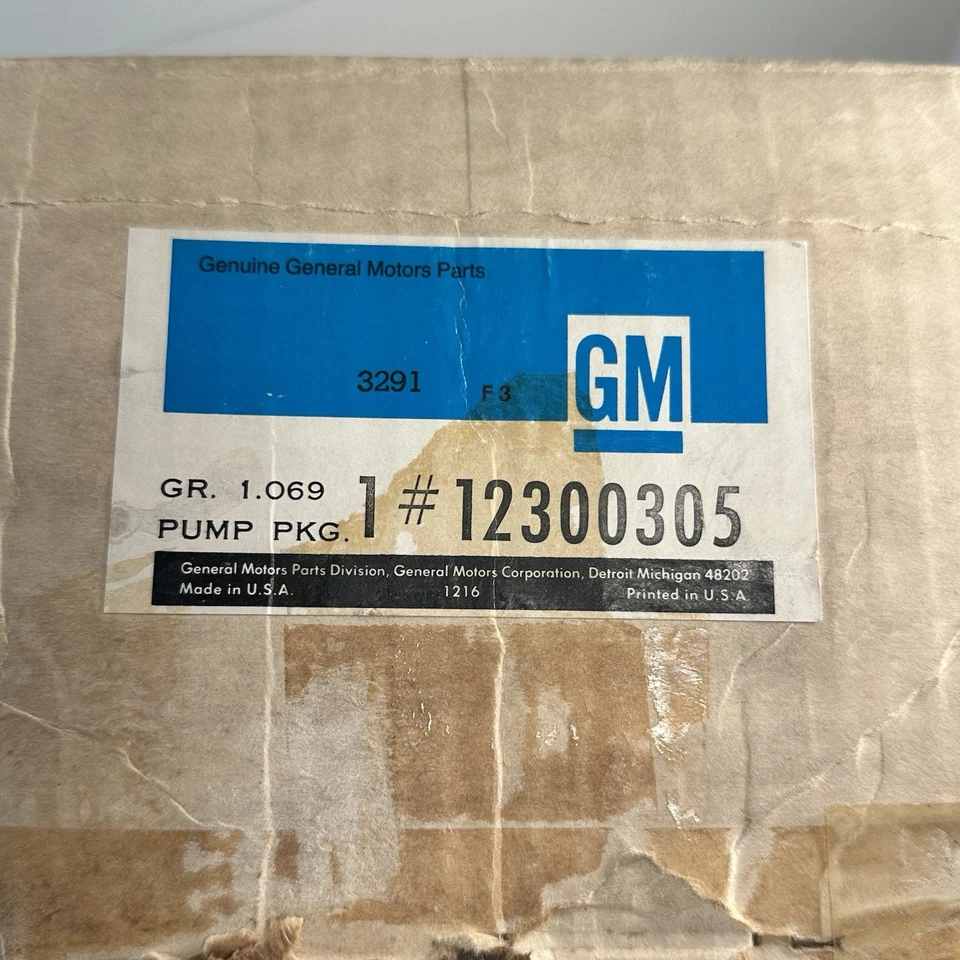 Genuine General Motors Parts
GM
3291 F3
GR. 1.069
PUMP PKG. 1 # 12300305
General Motors Parts Division, General Motors Corporation, Detroit Michigan 48202
Made in U.S.A. 1216 Printed in U.S.A.